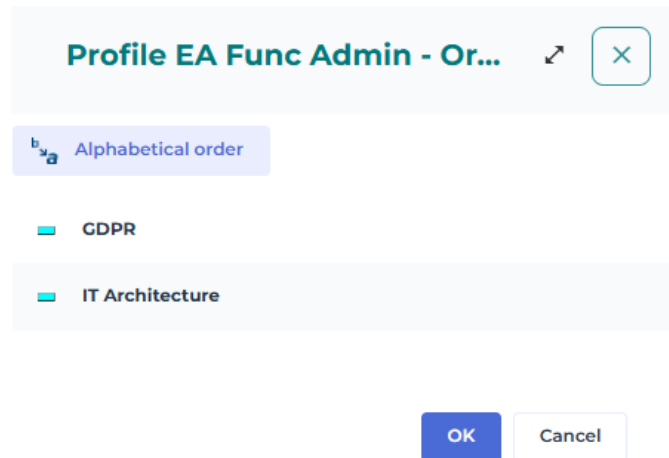 Profile EA Func Admin - Or...
Alphabetical order
GDPR
IT Architecture
OK Cancel